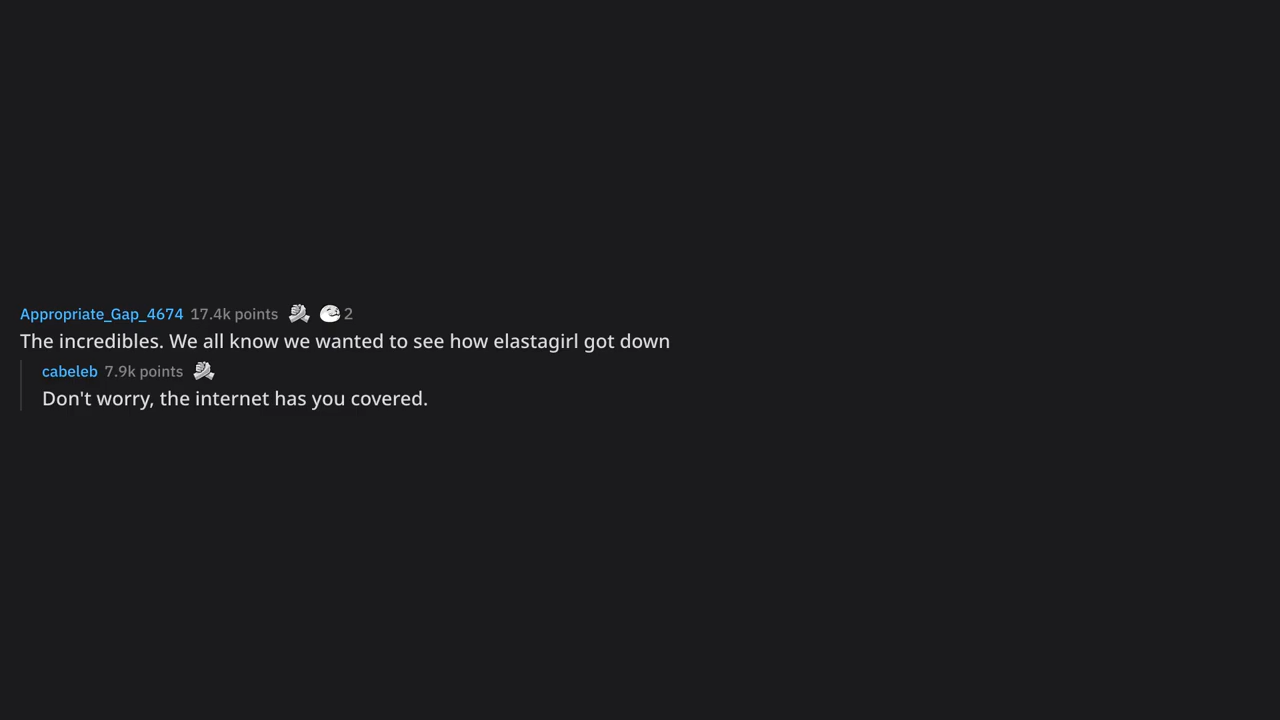 Appropriate_Gap_4674 17.4k points 2
The incredibles. We all know we wanted to see how elastagirl got down
cabeleb 7.9k points
Don't worry, the internet has you covered.